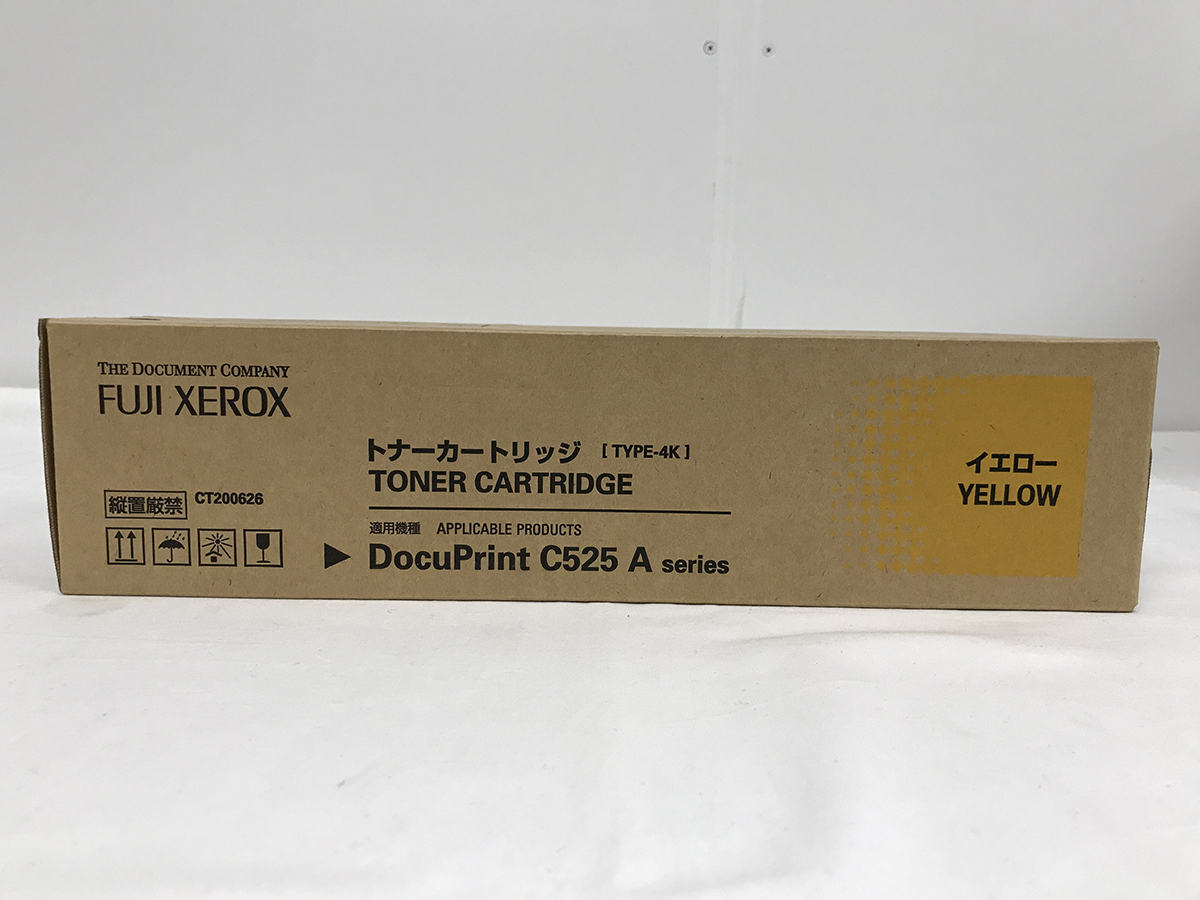 THE DOCUMENT COMPANY
FUJI XEROX
トナーカートリッジ [TYPE-4K]
TONER CARTRIDGE
縦置厳禁 CT200626
適用機種 APPLICABLE PRODUCTS
▶ DocuPrint C525 A series
イエロー
YELLOW